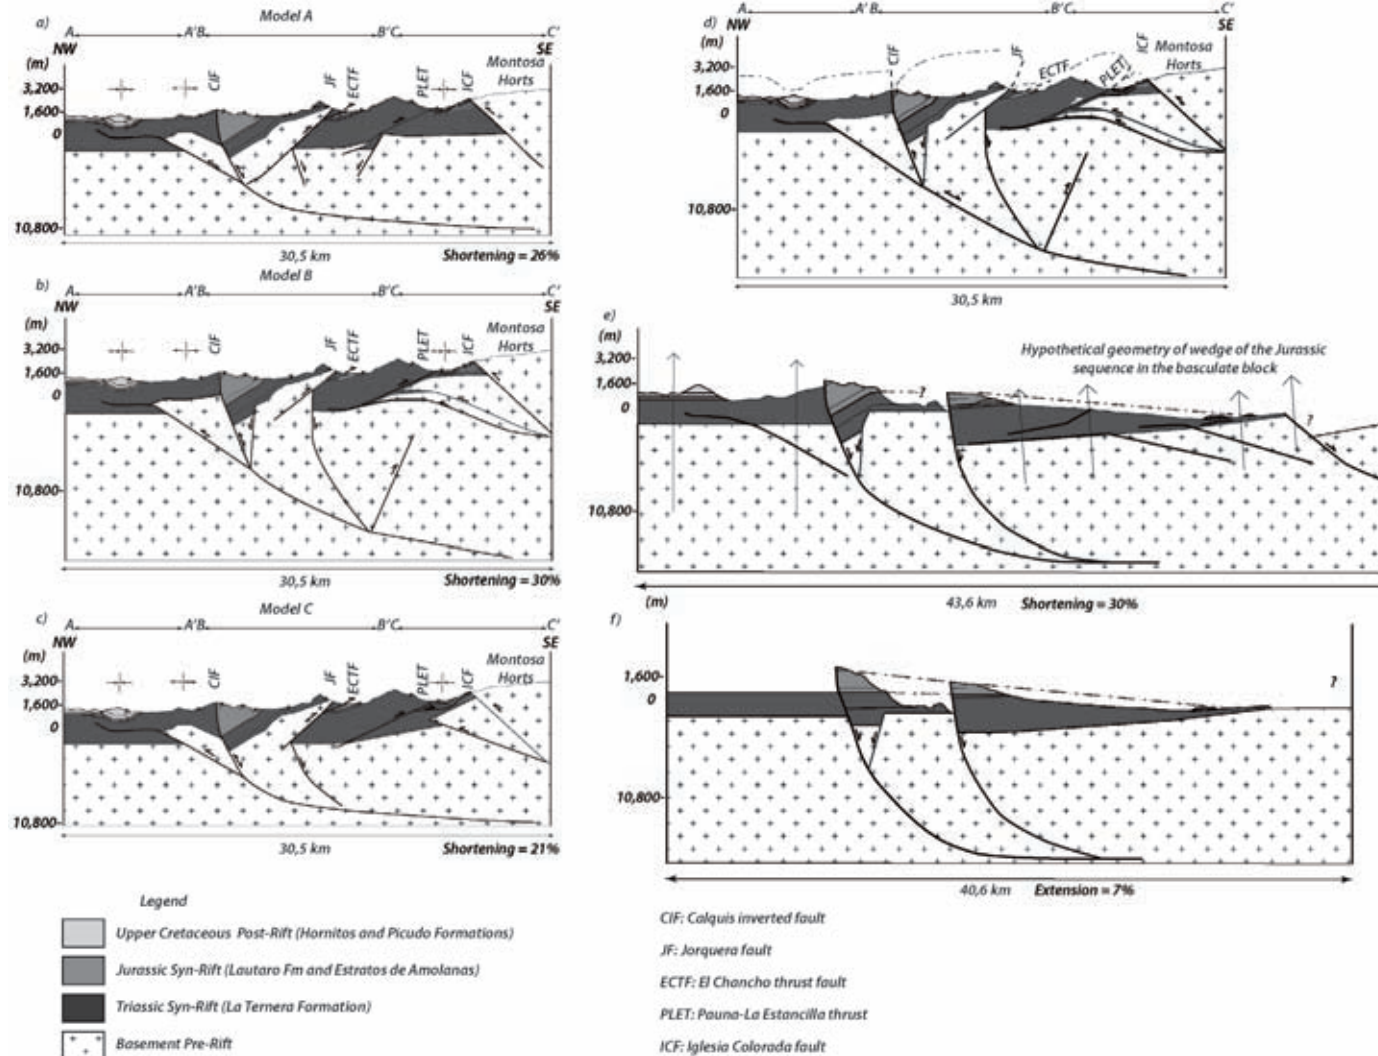 a)
Model A
A A'B B'C C'
NW SE
(m)
3,200
1,600
0
10,800
CIF JF ECTF PLET ICF
Montosa
Horts
30,5 km Shortening = 26%
b)
Model B
A A'B B'C C'
NW SE
(m)
3,200
1,600
0
10,800
CIF JF ECTF PLET ICF
Montosa
Horts
30,5 km Shortening = 30%
c)
Model C
A A'B B'C C'
NW SE
(m)
3,200
1,600
0
10,800
CIF JF ECTF PLET ICF
Montosa
Horts
30,5 km Shortening = 21%
d)
A A'B B'C C'
NW SE
(m)
3,200
1,600
0
10,800
CIF JF ECTF PLET ICF
Montosa
Horts
30,5 km
e)
(m)
3,200
1,600
0
10,800
Hypothetical geometry of wedge of the Jurassic
sequence in the basculate block
?
?
43,6 km Shortening = 30%
f)
(m)
1,600
0
10,800
?
40,6 km Extension = 7%
Legend
Upper Cretaceous Post-Rift (Hornitos and Picudo Formations)
Jurassic Syn-Rift (Lautaro Fm and Estratos de Amolanas)
Triassic Syn-Rift (La Ternera Formation)
Basement Pre-Rift
CIF: Calquis inverted fault
JF: Jorquera fault
ECTF: El Chancho thrust fault
PLET: Pauna-La Estancilla thrust
ICF: Iglesia Colorada fault